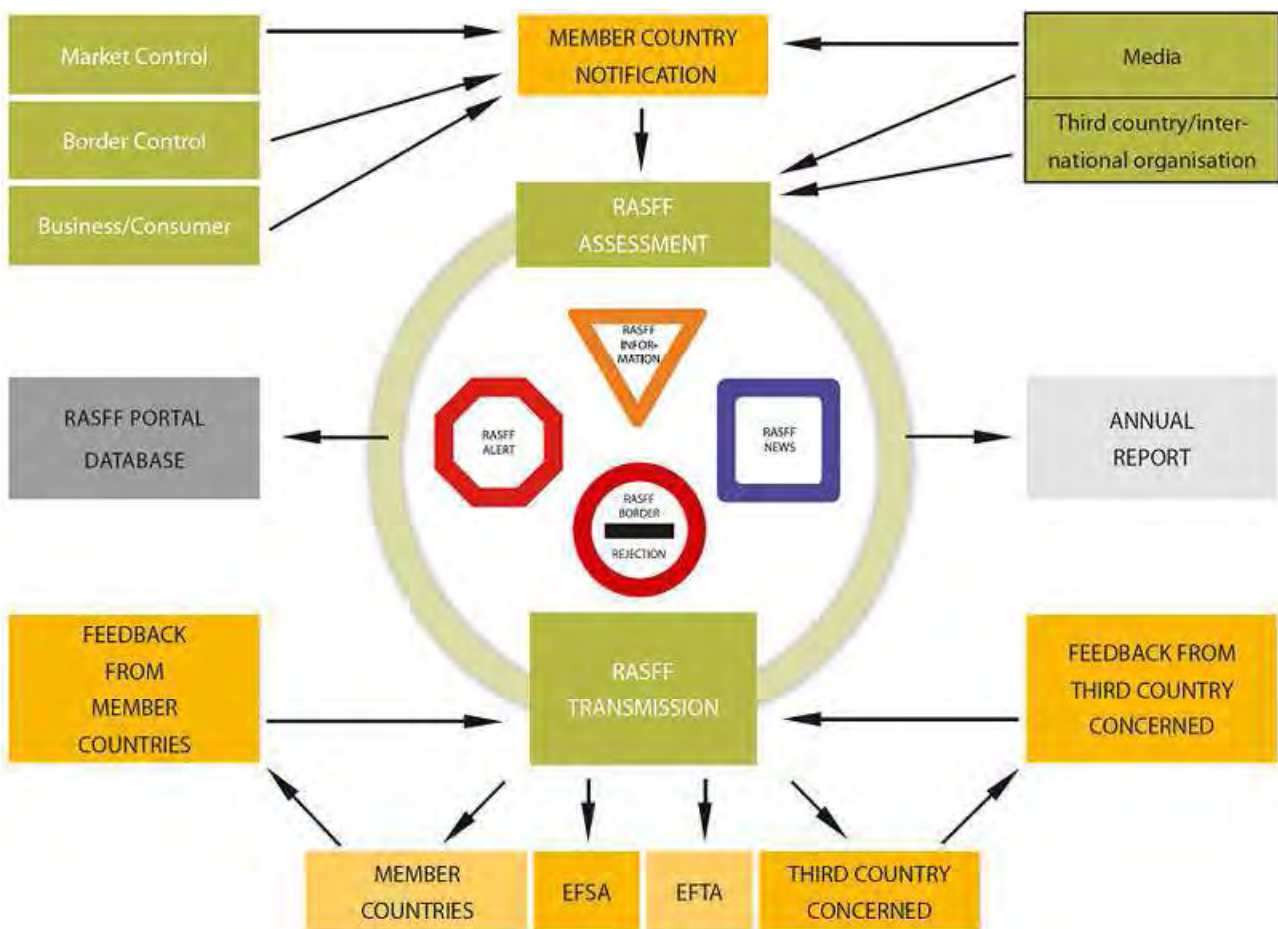 Market Control
Border Control
Business/Consumer
MEMBER COUNTRY
NOTIFICATION
Media
Third country/inter-
national organisation
RASFF
ASSESSMENT
RASFF
INFOR-
MATION
RASFF
ALERT
RASFF
NEWS
RASFF
BORDER
REJECTION
RASFF PORTAL
DATABASE
ANNUAL
REPORT
FEEDBACK
FROM
MEMBER
COUNTRIES
RASFF
TRANSMISSION
FEEDBACK FROM
THIRD COUNTRY
CONCERNED
MEMBER
COUNTRIES
EFSA
EFTA
THIRD COUNTRY
CONCERNED